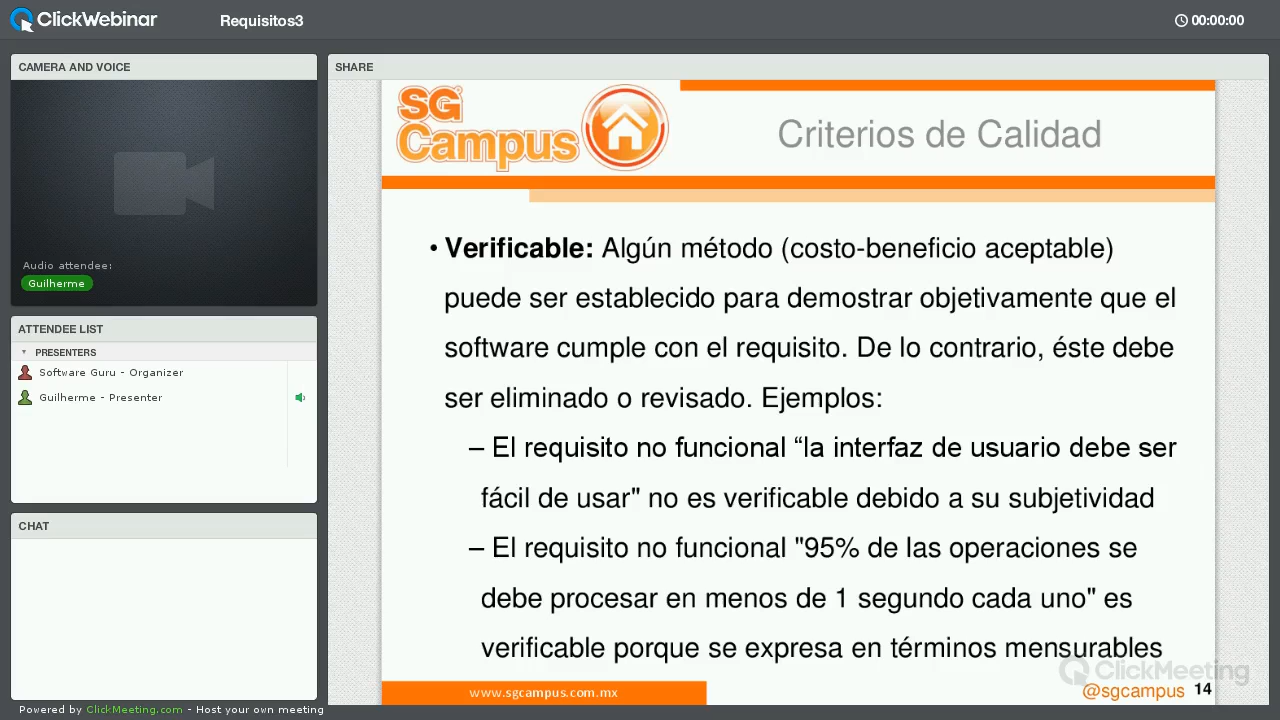 ClickWebinar
Requisitos3
00:00:00
CAMERA AND VOICE
Audio attendee:
Guilherme
ATTENDEE LIST
PRESENTERS
Software Guru - Organizer
Guilherme - Presenter
CHAT
Powered by ClickMeeting.com - Host your own meeting
SHARE
SG
Campus
Criterios de Calidad
• Verificable: Algún método (costo-beneficio aceptable)
puede ser establecido para demostrar objetivamente que el
software cumple con el requisito. De lo contrario, éste debe
ser eliminado o revisado. Ejemplos:
– El requisito no funcional “la interfaz de usuario debe ser
fácil de usar" no es verificable debido a su subjetividad
– El requisito no funcional "95% de las operaciones se
debe procesar en menos de 1 segundo cada uno" es
verificable porque se expresa en términos mensurables
ClickMeeting
www.sgcampus.com.mx
@sgcampus 14